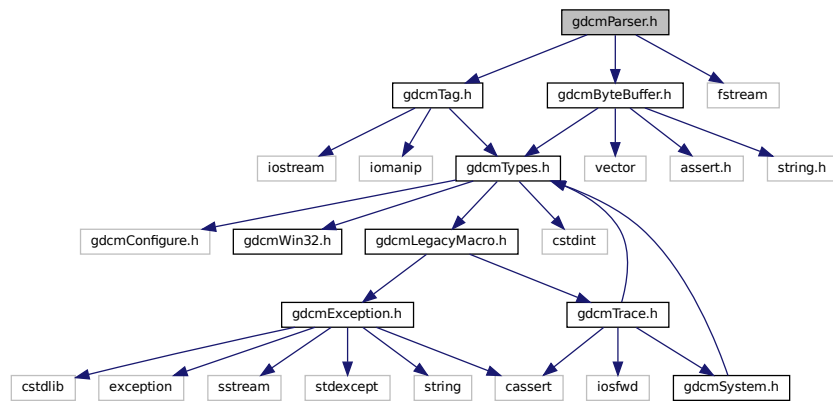 gdcmParser.h
gdcmTag.h
gdcmByteBuffer.h
fstream
iostream
iomanip
gdcmTypes.h
vector
assert.h
string.h
gdcmConfigure.h
gdcmWin32.h
gdcmLegacyMacro.h
cstdint
gdcmException.h
gdcmTrace.h
cstdlib
exception
sstream
stdexcept
string
cassert
iosfwd
gdcmSystem.h